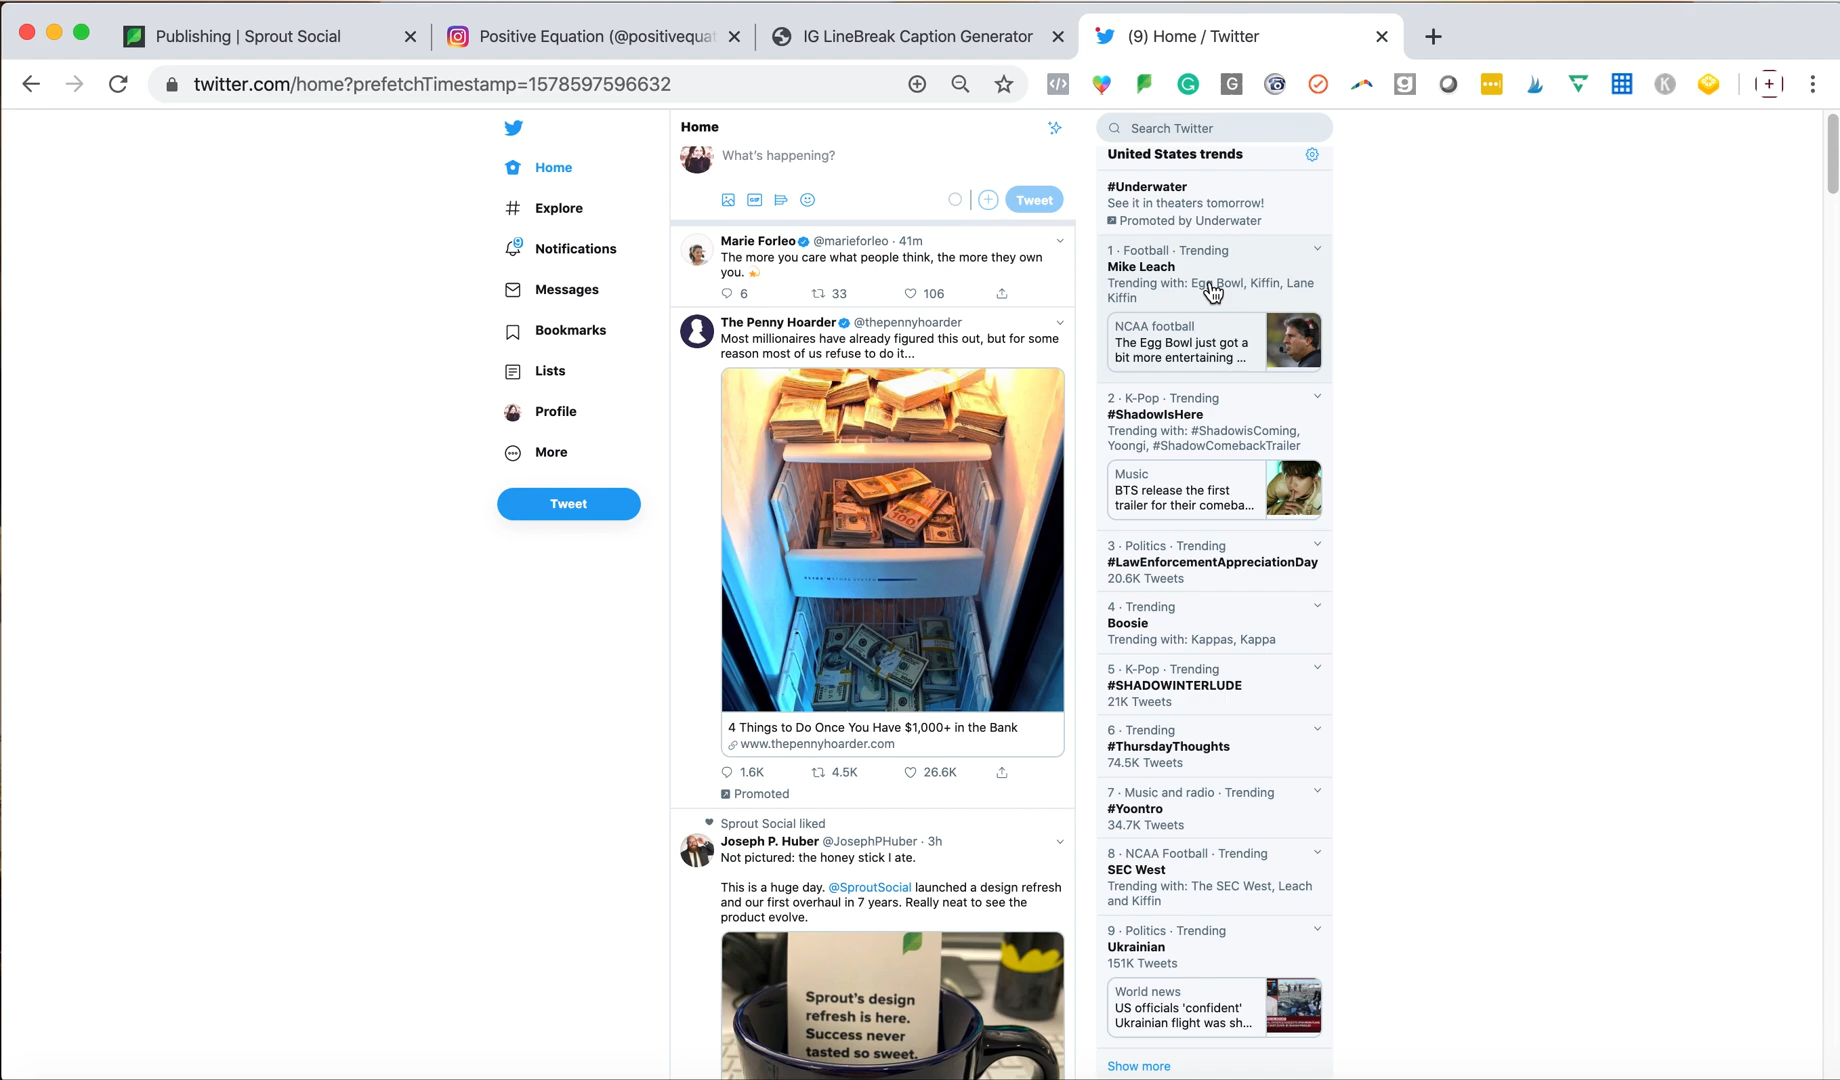 Publishing | Sprout Social
Positive Equation (@positivequat
IG LineBreak Caption Generator
(9) Home / Twitter
twitter.com/home?prefetchTimestamp=1578597596632
Home
Explore
Notifications
Messages
Bookmarks
Lists
Profile
More
Tweet
Home
What's happening?
GIF
Tweet
Marie Forleo @marieforleo · 41m
The more you care what people think, the more they own
you.
6 33 106
The Penny Hoarder @thepennyhoarder
Most millionaires have already figured this out, but for some
reason most of us refuse to do it...
4 Things to Do Once You Have $1,000+ in the Bank
www.thepennyhoarder.com
1.6K 4.5K 26.6K
Promoted
Sprout Social liked
Joseph P. Huber @JosephPHuber · 3h
Not pictured: the honey stick I ate.
This is a huge day. @SproutSocial launched a design refresh
and our first overhaul in 7 years. Really neat to see the
product evolve.
Sprout's design
refresh is here.
Success never
tasted so sweet.
Search Twitter
United States trends
#Underwater
See it in theaters tomorrow!
Promoted by Underwater
1 · Football · Trending
Mike Leach
Trending with: Egg Bowl, Kiffin, Lane
Kiffin
NCAA football
The Egg Bowl just got a
bit more entertaining ...
2 · K-Pop · Trending
#ShadowIsHere
Trending with: #ShadowisComing,
Yoongi, #ShadowComebackTrailer
Music
BTS release the first
trailer for their comeba...
3 · Politics · Trending
#LawEnforcementAppreciationDay
20.6K Tweets
4 · Trending
Boosie
Trending with: Kappas, Kappa
5 · K-Pop · Trending
#SHADOWINTERLUDE
21K Tweets
6 · Trending
#ThursdayThoughts
74.5K Tweets
7 · Music and radio · Trending
#Yoontro
34.7K Tweets
8 · NCAA Football · Trending
SEC West
Trending with: The SEC West, Leach
and Kiffin
9 · Politics · Trending
Ukrainian
151K Tweets
World news
US officials 'confident'
Ukrainian flight was sh...
Show more